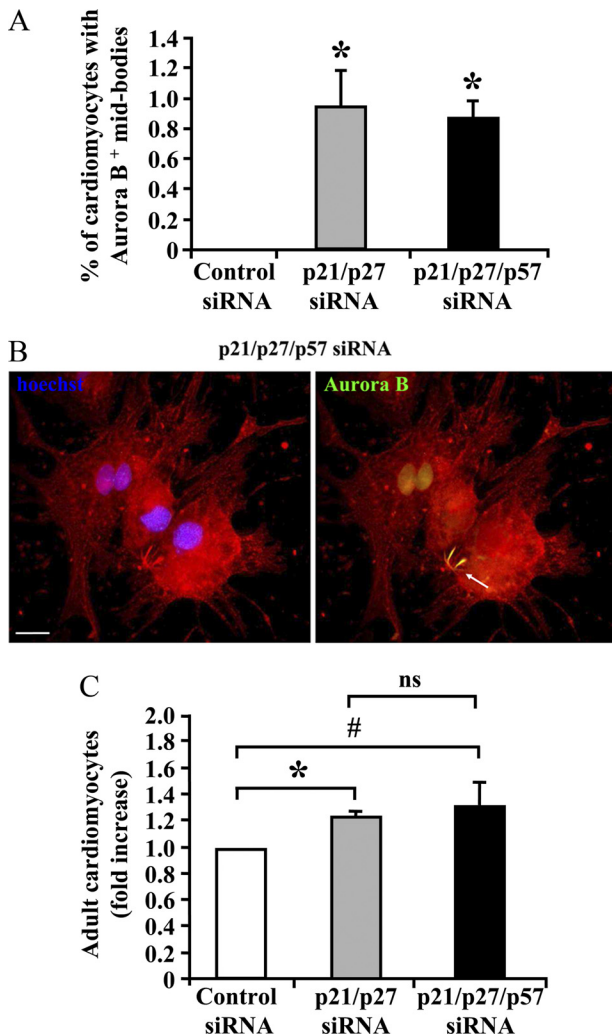 A
% of cardiomyocytes with
Aurora B + mid-bodies
1.4
1.2
1.0
0.8
0.6
0.4
0.2
0
*
*
Control
siRNA
p21/p27
siRNA
p21/p27/p57
siRNA
B
p21/p27/p57 siRNA
hoechst
Aurora B
C
Adult cardiomyocytes
(fold increase)
2.0
1.8
1.6
1.4
1.2
1.0
0.8
0.6
0.4
0.2
0
ns
#
*
Control
siRNA
p21/p27
siRNA
p21/p27/p57
siRNA